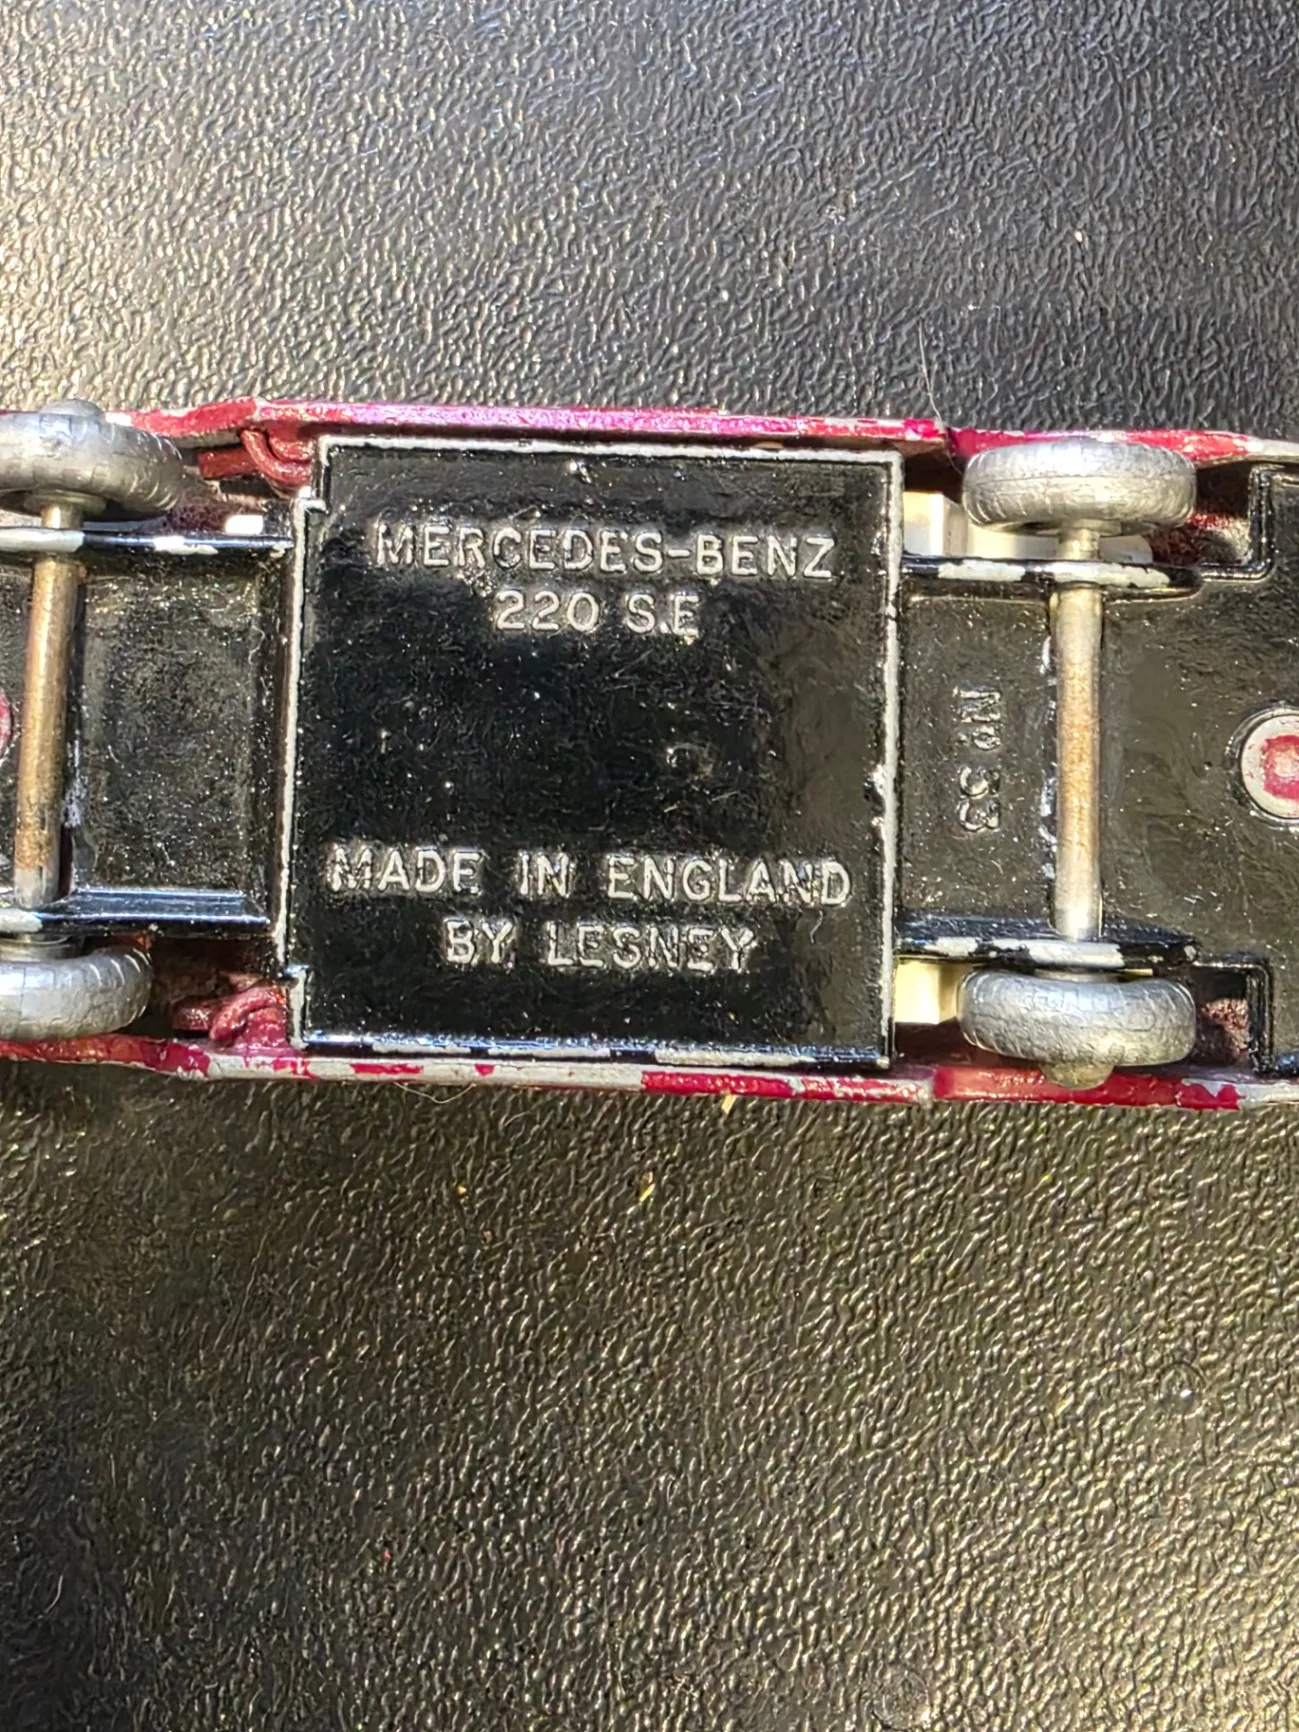 MERCEDES-BENZ
220 S.E
MADE IN ENGLAND
BY LESNEY
Nº 53